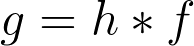 g = h * f